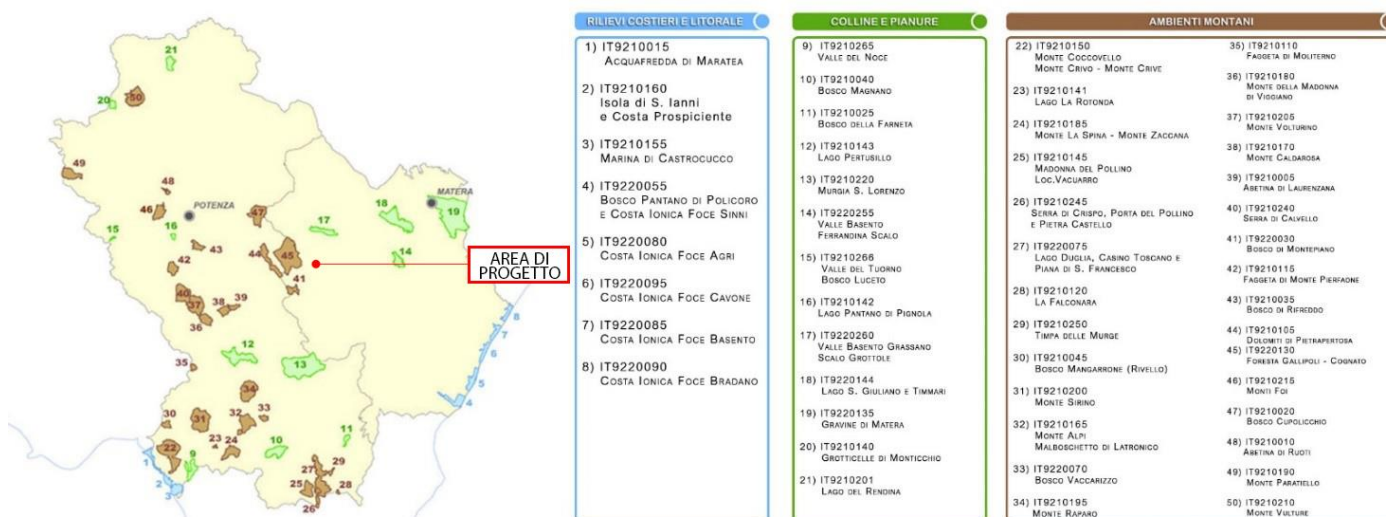 21
20
50
49
48
46
POTENZA
47
15
16
43
42
44
45
41
17
18
MATERA
19
14
AREA DI
PROGETTO
40
37
38
39
36
35
12
13
34
30
31
32
33
23
24
22
9
10
11
1
2
3
25
26
27
28
29
8
7
6
5
4
RILIEVI COSTIERI E LITORALE
1) IT9210015
ACQUAFREDDA DI MARATEA
2) IT9210160
Isola di S. Ianni
e Costa Prospiciente
3) IT9210155
MARINA DI CASTROCUCCO
4) IT9220055
BOSCO PANTANO DI POLICORO
E COSTA IONICA FOCE SINNI
5) IT9220080
COSTA IONICA FOCE AGRI
6) IT9220095
COSTA IONICA FOCE CAVONE
7) IT9220085
COSTA IONICA FOCE BASENTO
8) IT9220090
COSTA IONICA FOCE BRADANO
COLLINE E PIANURE
9) IT9210265
VALLE DEL NOCE
10) IT9210040
BOSCO MAGNANO
11) IT9210025
BOSCO DELLA FARNETA
12) IT9210143
LAGO PERTUSILLO
13) IT9210220
MURGIA S. LORENZO
14) IT9220255
VALLE BASENTO
FERRANDINA SCALO
15) IT9210266
VALLE DEL TUORNO
BOSCO LUCETO
16) IT9210142
LAGO PANTANO DI PIGNOLA
17) IT9220260
VALLE BASENTO GRASSANO
SCALO GROTTOLE
18) IT9220144
LAGO S. GIULIANO E TIMMARI
19) IT9220135
GRAVINE DI MATERA
20) IT9210140
GROTTICELLE DI MONTICCHIO
21) IT9210201
LAGO DEL RENDINA
AMBIENTI MONTANI
22) IT9210150
MONTE COCCOVELLO
MONTE CRIVO - MONTE CRIVE
23) IT9210141
LAGO LA ROTONDA
24) IT9210185
MONTE LA SPINA - MONTE ZACCANA
25) IT9210145
MADONNA DEL POLLINO
LOC.VACUARRO
26) IT9210245
SERRA DI CRISPO, PORTA DEL POLLINO
E PIETRA CASTELLO
27) IT9220075
LAGO DUGLIA, CASINO TOSCANO E
PIANA DI S. FRANCESCO
28) IT9210120
LA FALCONARA
29) IT9210250
TIMPA DELLE MURGE
30) IT9210045
BOSCO MANGARRONE (RIVELLO)
31) IT9210200
MONTE SIRINO
32) IT9210165
MONTE ALPI
MALBOSCHETTO DI LATRONICO
33) IT9220070
BOSCO VACCARIZZO
34) IT9210195
MONTE RAPARO
35) IT9210110
FAGGETA DI MOLITERNO
36) IT9210180
MONTE DELLA MADONNA
DI VIGGIANO
37) IT9210205
MONTE VOLTURINO
38) IT9210170
MONTE CALDAROSA
39) IT9210005
ABETINA DI LAURENZANA
40) IT9210240
SERRA DI CALVELLO
41) IT9220030
BOSCO DI MONTEPIANO
42) IT9210115
FAGGETA DI MONTE PIERFAONE
43) IT9210035
BOSCO DI RIFREDDO
44) IT9210105
DOLOMITI DI PIETRAPERTOSA
45) IT9220130
FORESTA GALLIPOLI - COGNATO
46) IT9210215
MONTI FOI
47) IT9210020
BOSCO CUPOLICCHIO
48) IT9210010
ABETINA DI RUOTI
49) IT9210190
MONTE PARATIELLO
50) IT9210210
MONTE VULTURE